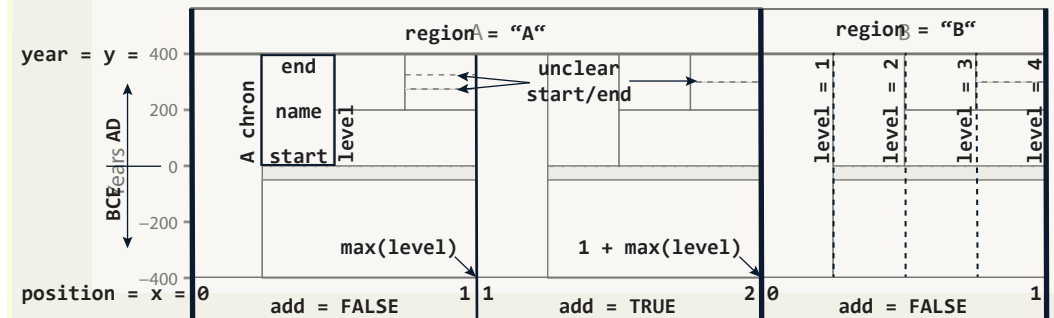 region A = “A“
region B = “B“
year = y = 400
200
0
−200
−400
Years
BCE AD
A chron
end
name
start
level
unclear
start/end
level = 1
level = 2
level = 3
level = 4
max(level)
1 + max(level)
position = x = 0 1 1 2 0 1
add = FALSE add = TRUE add = FALSE